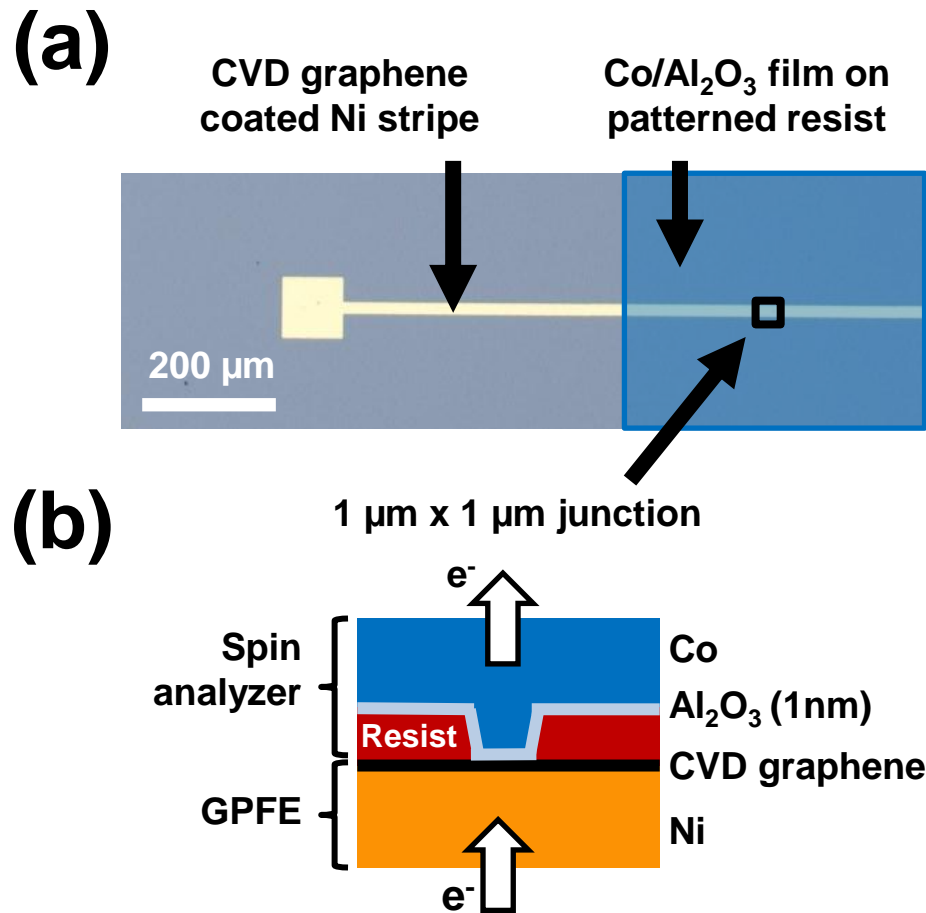 (a)
CVD graphene
coated Ni stripe
Co/Al₂O₃ film on
patterned resist
200 µm
1 µm x 1 µm junction
(b)
e⁻
Spin
analyzer
Co
Al₂O₃ (1nm)
Resist
CVD graphene
GPFE
Ni
e⁻